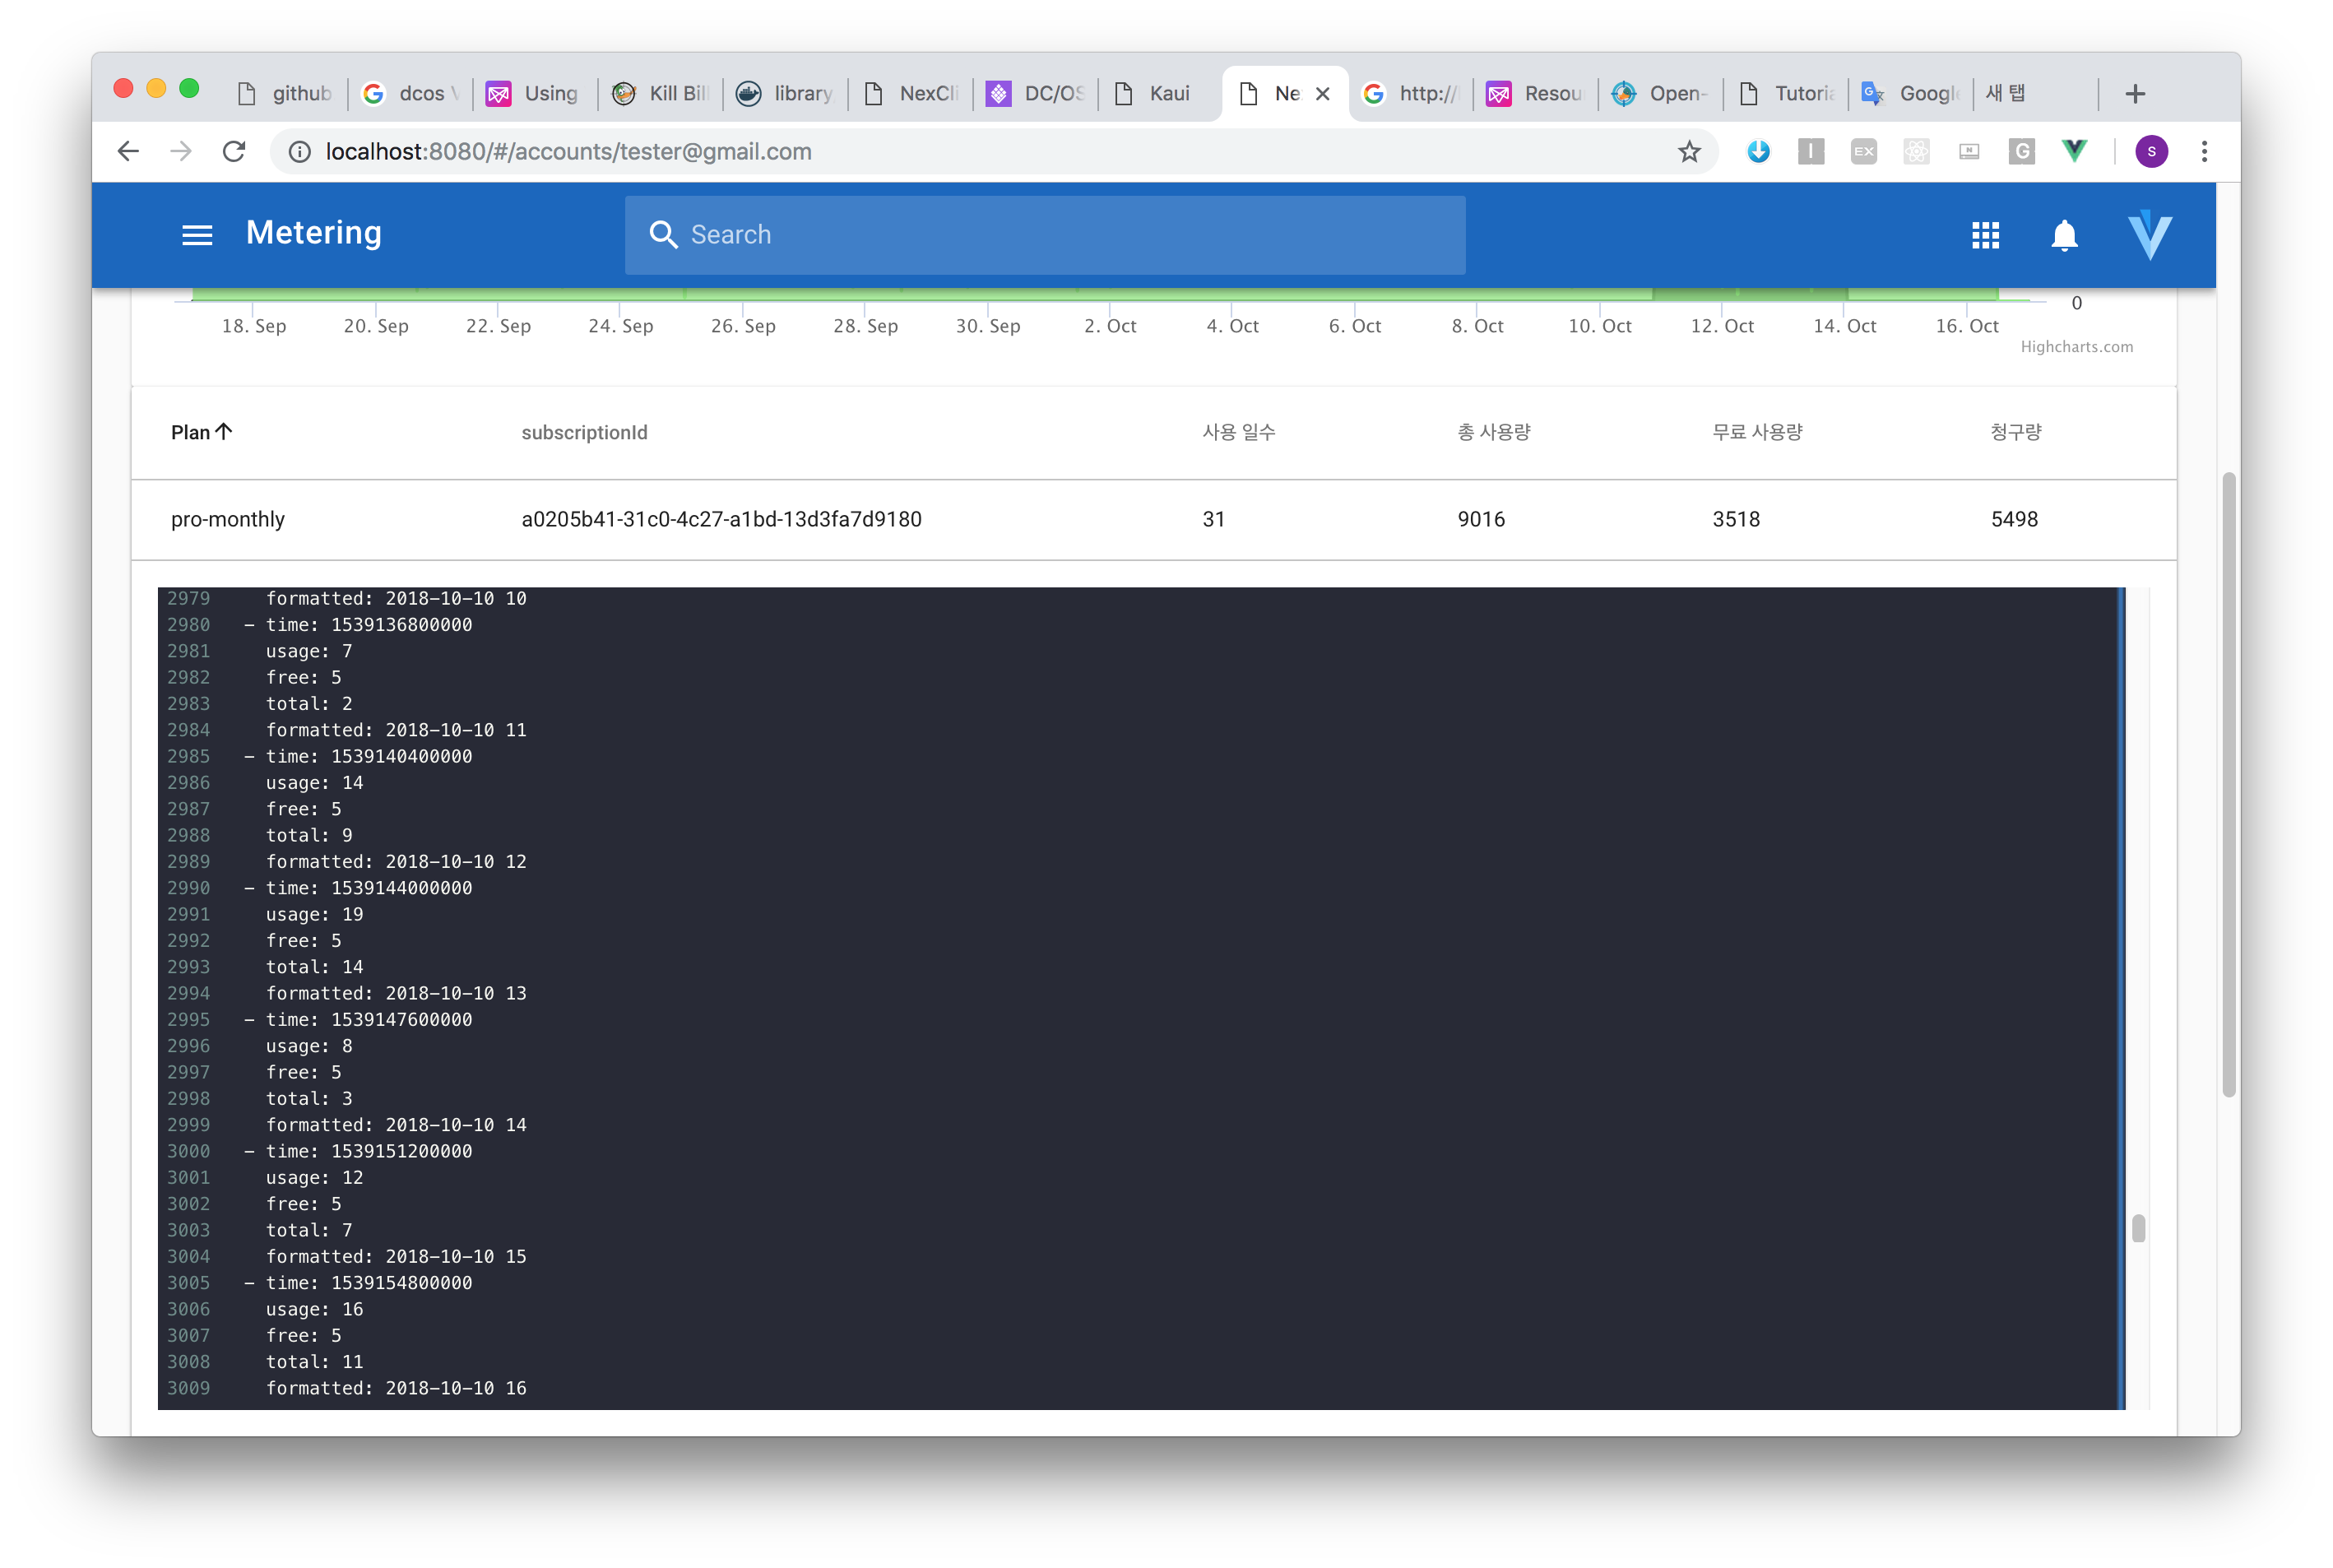 github dcos Using Kill Bill library NexCli DC/OS Kaui Ne http:// Resou Open- Tutoria Google 새 탭
localhost:8080/#/accounts/tester@gmail.com EX G S
Metering Search
0
18. Sep 20. Sep 22. Sep 24. Sep 26. Sep 28. Sep 30. Sep 2. Oct 4. Oct 6. Oct 8. Oct 10. Oct 12. Oct 14. Oct 16. Oct
Highcharts.com
Plan subscriptionId 사용 일수 총 사용량 무료 사용량 청구량
pro-monthly a0205b41-31c0-4c27-a1bd-13d3fa7d9180 31 9016 3518 5498
2979 formatted: 2018-10-10 10
2980 - time: 1539136800000
2981 usage: 7
2982 free: 5
2983 total: 2
2984 formatted: 2018-10-10 11
2985 - time: 1539140400000
2986 usage: 14
2987 free: 5
2988 total: 9
2989 formatted: 2018-10-10 12
2990 - time: 1539144000000
2991 usage: 19
2992 free: 5
2993 total: 14
2994 formatted: 2018-10-10 13
2995 - time: 1539147600000
2996 usage: 8
2997 free: 5
2998 total: 3
2999 formatted: 2018-10-10 14
3000 - time: 1539151200000
3001 usage: 12
3002 free: 5
3003 total: 7
3004 formatted: 2018-10-10 15
3005 - time: 1539154800000
3006 usage: 16
3007 free: 5
3008 total: 11
3009 formatted: 2018-10-10 16